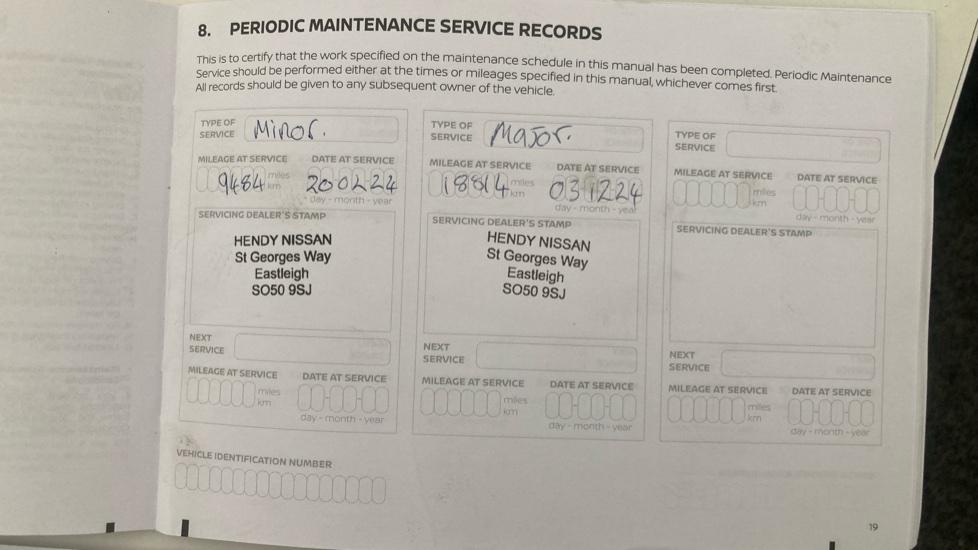 8. PERIODIC MAINTENANCE SERVICE RECORDS
This is to certify that the work specified on the maintenance schedule in this manual has been completed. Periodic Maintenance
Service should be performed either at the times or mileages specified in this manual, whichever comes first.
All records should be given to any subsequent owner of the vehicle.
TYPE OF
SERVICE
Minor.
MILEAGE AT SERVICE
DATE AT SERVICE
9484 miles
km
200224
day - month - year
SERVICING DEALER'S STAMP
HENDY NISSAN
St Georges Way
Eastleigh
SO50 9SJ
NEXT
SERVICE
MILEAGE AT SERVICE
DATE AT SERVICE
miles
km
day - month - year
TYPE OF
SERVICE
Major.
MILEAGE AT SERVICE
DATE AT SERVICE
18814 miles
km
031224
day - month - year
SERVICING DEALER'S STAMP
HENDY NISSAN
St Georges Way
Eastleigh
SO50 9SJ
NEXT
SERVICE
MILEAGE AT SERVICE
DATE AT SERVICE
miles
km
day - month - year
TYPE OF
SERVICE
MILEAGE AT SERVICE
DATE AT SERVICE
miles
km
day - month - year
SERVICING DEALER'S STAMP
NEXT
SERVICE
MILEAGE AT SERVICE
DATE AT SERVICE
miles
km
day - month - year
VEHICLE IDENTIFICATION NUMBER
19